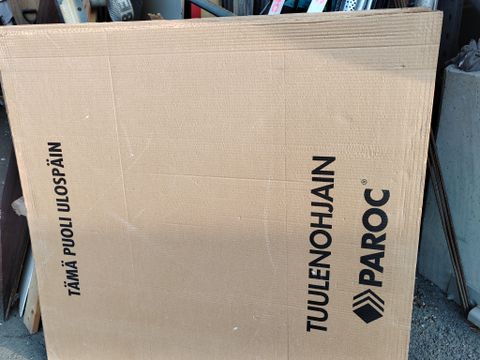 TÄMÄ PUOLI ULOSPÄIN
TUULENOHJAIN
PAROC®